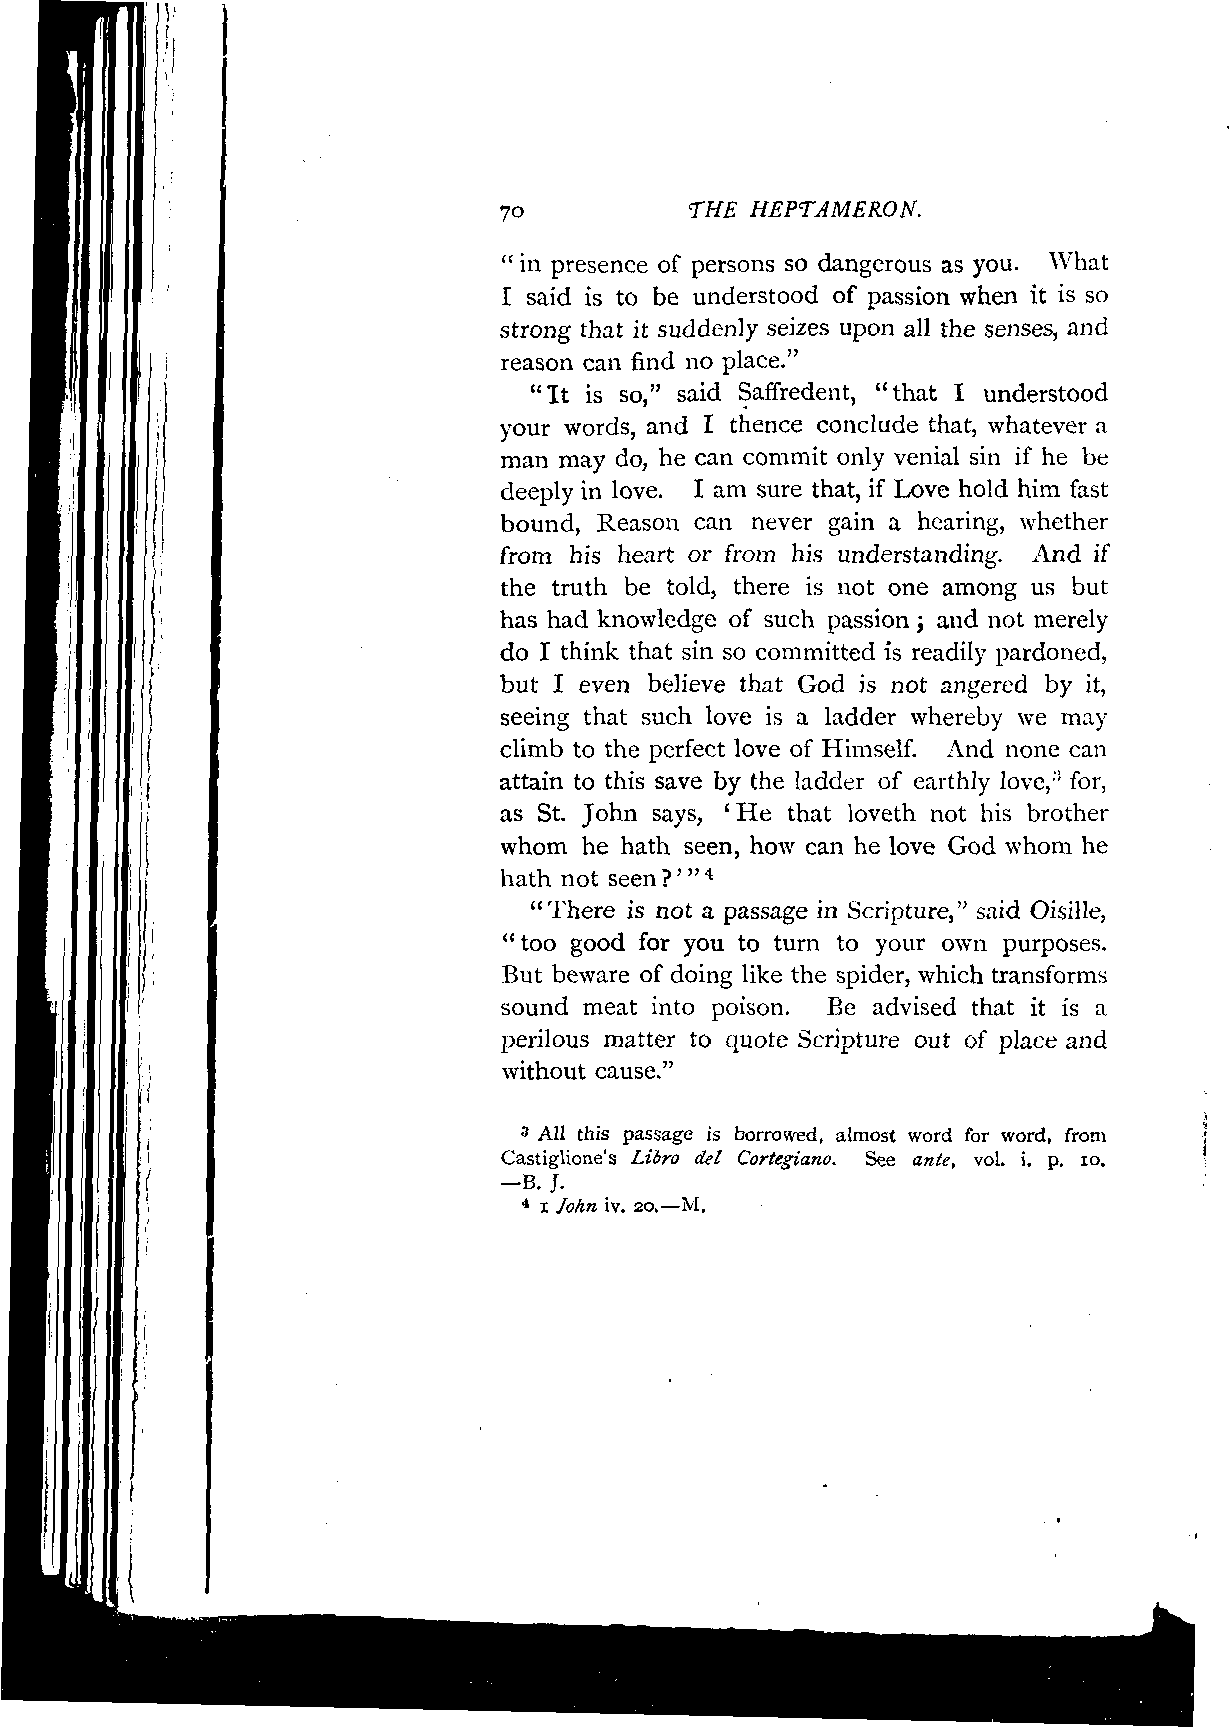 70 THE HEPTAMERON.
"in presence of persons so dangerous as you. What
I said is to be understood of passion when it is so
strong that it suddenly seizes upon all the senses, and
reason can find no place."
"It is so," said Saffredent, "that I understood
your words, and I thence conclude that, whatever a
man may do, he can commit only venial sin if he be
deeply in love. I am sure that, if Love hold him fast
bound, Reason can never gain a hearing, whether
from his heart or from his understanding. And if
the truth be told, there is not one among us but
has had knowledge of such passion; and not merely
do I think that sin so committed is readily pardoned,
but I even believe that God is not angered by it,
seeing that such love is a ladder whereby we may
climb to the perfect love of Himself. And none can
attain to this save by the ladder of earthly love,³ for,
as St. John says, 'He that loveth not his brother
whom he hath seen, how can he love God whom he
hath not seen?'"⁴
"There is not a passage in Scripture," said Oisille,
"too good for you to turn to your own purposes.
But beware of doing like the spider, which transforms
sound meat into poison. Be advised that it is a
perilous matter to quote Scripture out of place and
without cause."
³ All this passage is borrowed, almost word for word, from
Castiglione's Libro del Cortegiano. See ante, vol. i. p. 10.
—B. J.
⁴ 1 John iv. 20.—M.